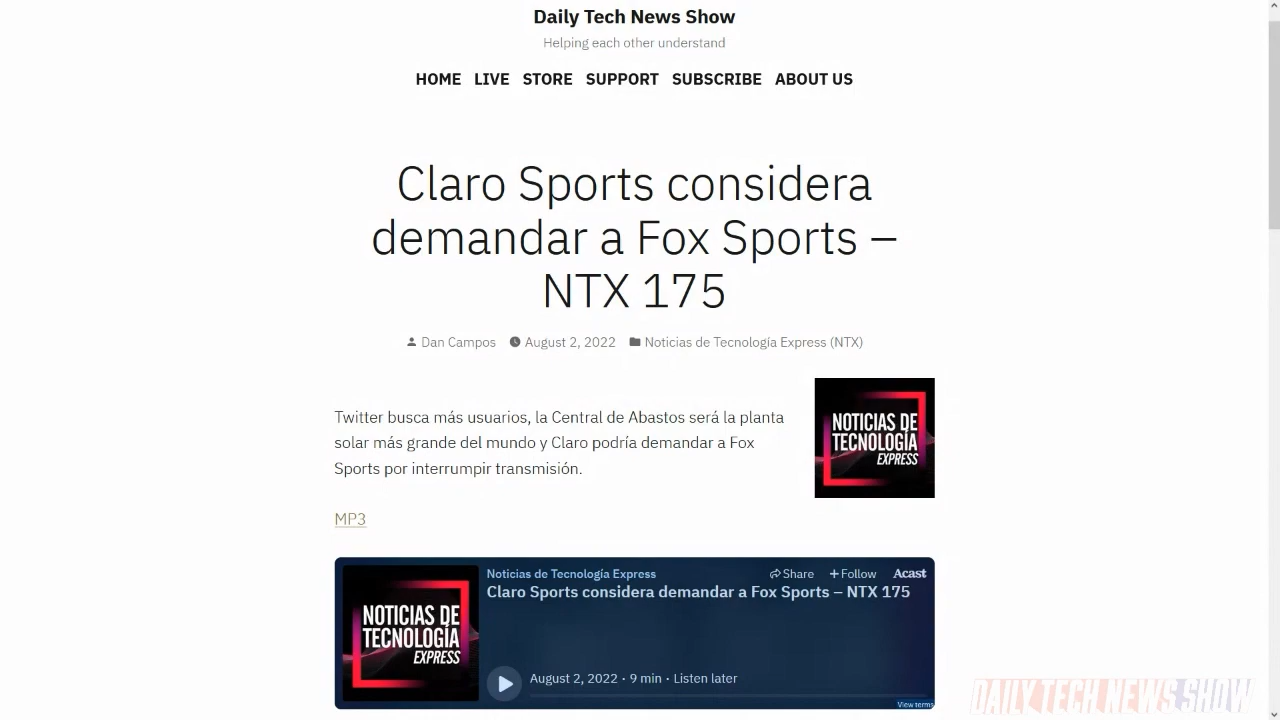 Daily Tech News Show
Helping each other understand
HOME LIVE STORE SUPPORT SUBSCRIBE ABOUT US
Claro Sports considera
demandar a Fox Sports –
NTX 175
Dan Campos August 2, 2022 Noticias de Tecnología Express (NTX)
Twitter busca más usuarios, la Central de Abastos será la planta
solar más grande del mundo y Claro podría demandar a Fox
Sports por interrumpir transmisión.
NOTICIAS DE
TECNOLOGÍA
EXPRESS
MP3
NOTICIAS DE
TECNOLOGÍA
EXPRESS
Noticias de Tecnología Express
Share + Follow Acast
Claro Sports considera demandar a Fox Sports – NTX 175
August 2, 2022 · 9 min · Listen later
View terms
DAILY TECH NEWS SHOW